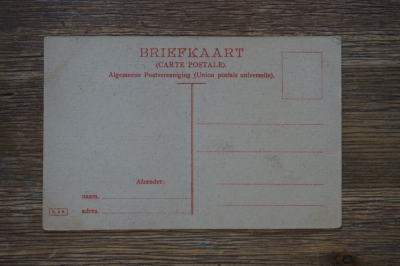 BRIEFKAART
(CARTE POSTALE).
Algemeene Postvereeniging (Union postale universelle).
Afzender:
naam.
adres.